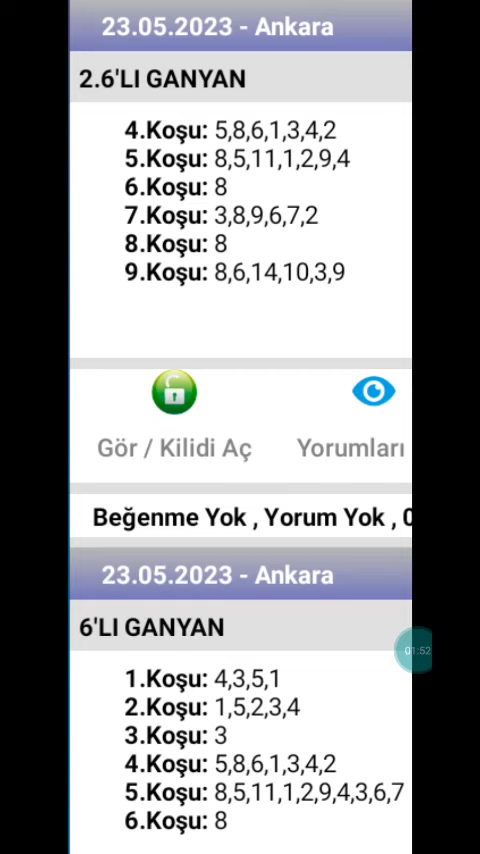 23.05.2023 - Ankara
2.6'LI GANYAN
4.Koşu: 5,8,6,1,3,4,2
5.Koşu: 8,5,11,1,2,9,4
6.Koşu: 8
7.Koşu: 3,8,9,6,7,2
8.Koşu: 8
9.Koşu: 8,6,14,10,3,9
Gör / Kilidi Aç
Yorumları
Beğenme Yok , Yorum Yok , 0
23.05.2023 - Ankara
6'LI GANYAN
01:52
1.Koşu: 4,3,5,1
2.Koşu: 1,5,2,3,4
3.Koşu: 3
4.Koşu: 5,8,6,1,3,4,2
5.Koşu: 8,5,11,1,2,9,4,3,6,7
6.Koşu: 8